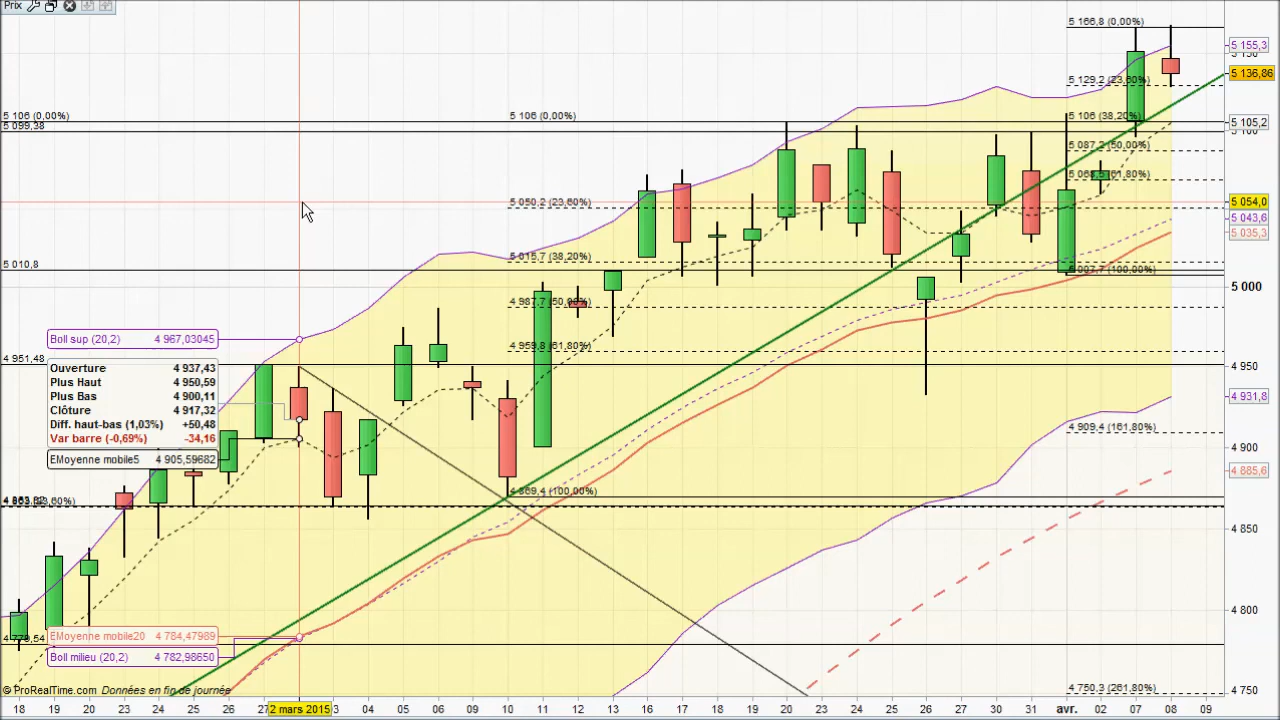 Prix
5 166,8 (0,00%)
5 155,3
5 136,86
5 129,2 (23,60%)
5 106 (0,00%)
5 106 (0,00%)
5 106 (38,20%)
5 105,2
5 099,38
5 100
5 087,2 (50,00%)
5 050,2 (23,60%)
5 054,0
5 043,6
5 035,3
5 015,7 (38,20%)
5 010,8
5 007,7 (100,00%)
5 000
4 987,7 (50,00%)
Boll sup (20,2) 4 967,03045
4 959,8 (61,80%)
4 951,48
4 950
Ouverture 4 937,43
Plus Haut 4 950,59
Plus Bas 4 900,11
Clôture 4 917,32
Diff. haut-bas (1,03%) +50,48
Var barre (-0,69%) -34,16
EMoyenne mobile5 4 905,59682
4 931,8
4 909,4 (161,80%)
4 900
4 885,6
4 869,4 (100,00%)
4 850
4 800
EMoyenne mobile20 4 784,47989
Boll milieu (20,2) 4 782,98650
4 779,54
4 750,3 (261,80%)
4 750
© ProRealTime.com Données en fin de journée
18 19 20 23 24 25 26 27 2 mars 2015 3 04 05 06 09 10 11 12 13 16 17 18 19 20 23 24 25 26 27 30 31 avr. 02 07 08 09